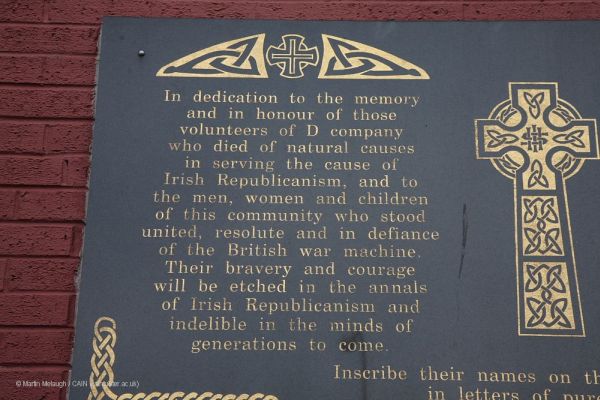 In dedication to the memory
and in honour of those
volunteers of D company
who died of natural causes
in serving the cause of
Irish Republicanism, and to
the men, women and children
of this community who stood
united, resolute and in defiance
of the British war machine.
Their bravery and courage
will be etched in the annals
of Irish Republicanism and
indelible in the minds of
generations to come.
Inscribe their names on
in letters of
© Martin Melaugh / CAIN